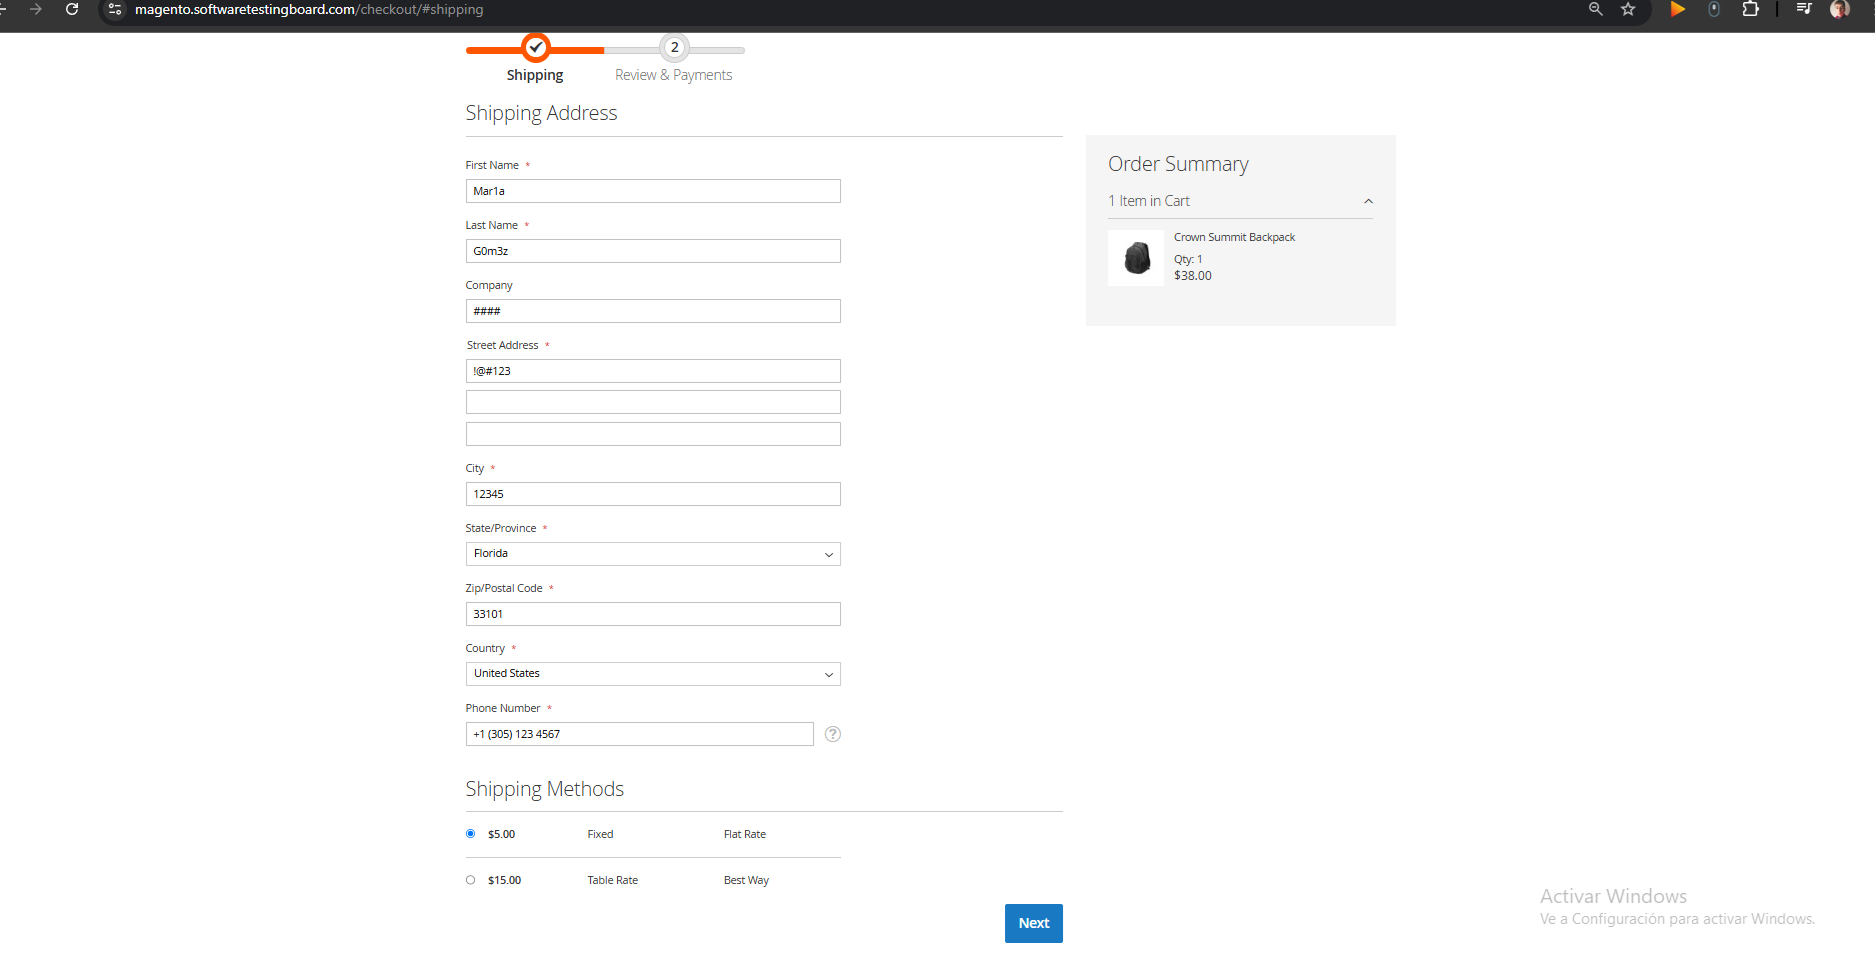 magento.softwaretestingboard.com/checkout/#shipping
2
Shipping
Review & Payments
Shipping Address
First Name *
Mar1a
Last Name *
G0m3z
Company
####
Street Address *
!@#123
City *
12345
State/Province *
Florida
Zip/Postal Code *
33101
Country *
United States
Phone Number *
+1 (305) 123 4567
?
Shipping Methods
$5.00 Fixed Flat Rate
$15.00 Table Rate Best Way
Next
Order Summary
1 Item in Cart
Crown Summit Backpack
Qty: 1
$38.00
Activar Windows
Ve a Configuración para activar Windows.